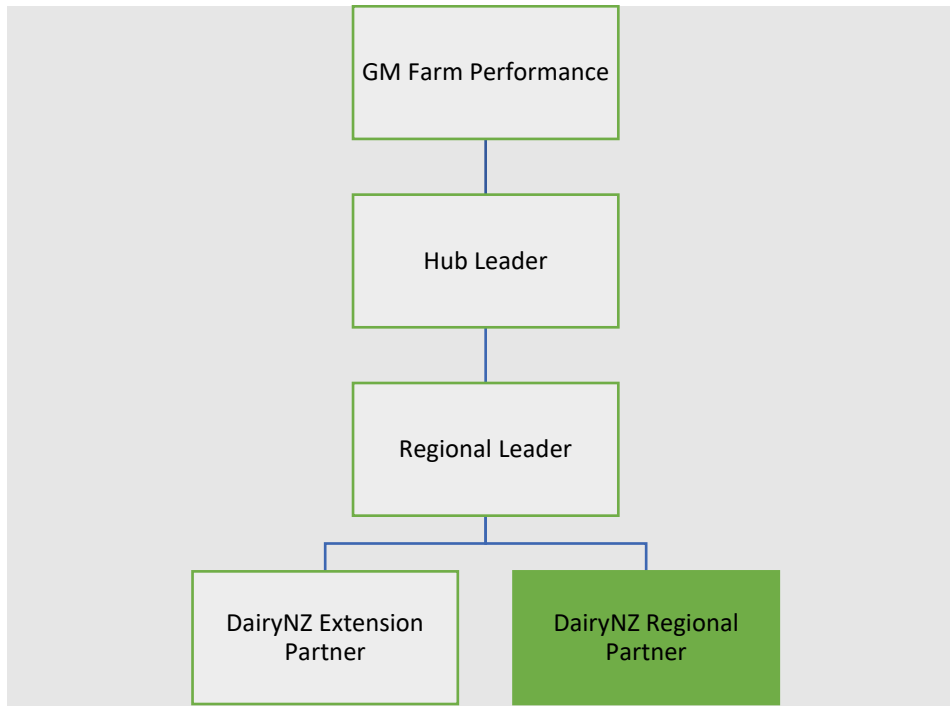 GM Farm Performance
Hub Leader
Regional Leader
DairyNZ Extension
Partner
DairyNZ Regional
Partner